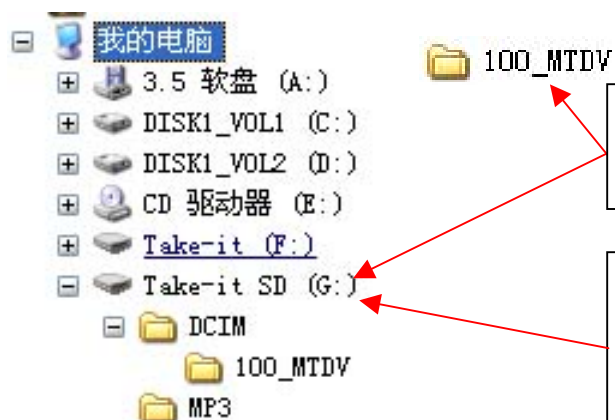 我的电脑
100_MTDV
3.5 软盘 (A:)
DISK1_VOL1 (C:)
DISK1_VOL2 (D:)
CD 驱动器 (E:)
Take-it (F:)
Take-it SD (G:)
DCIM
100_MTDV
MP3